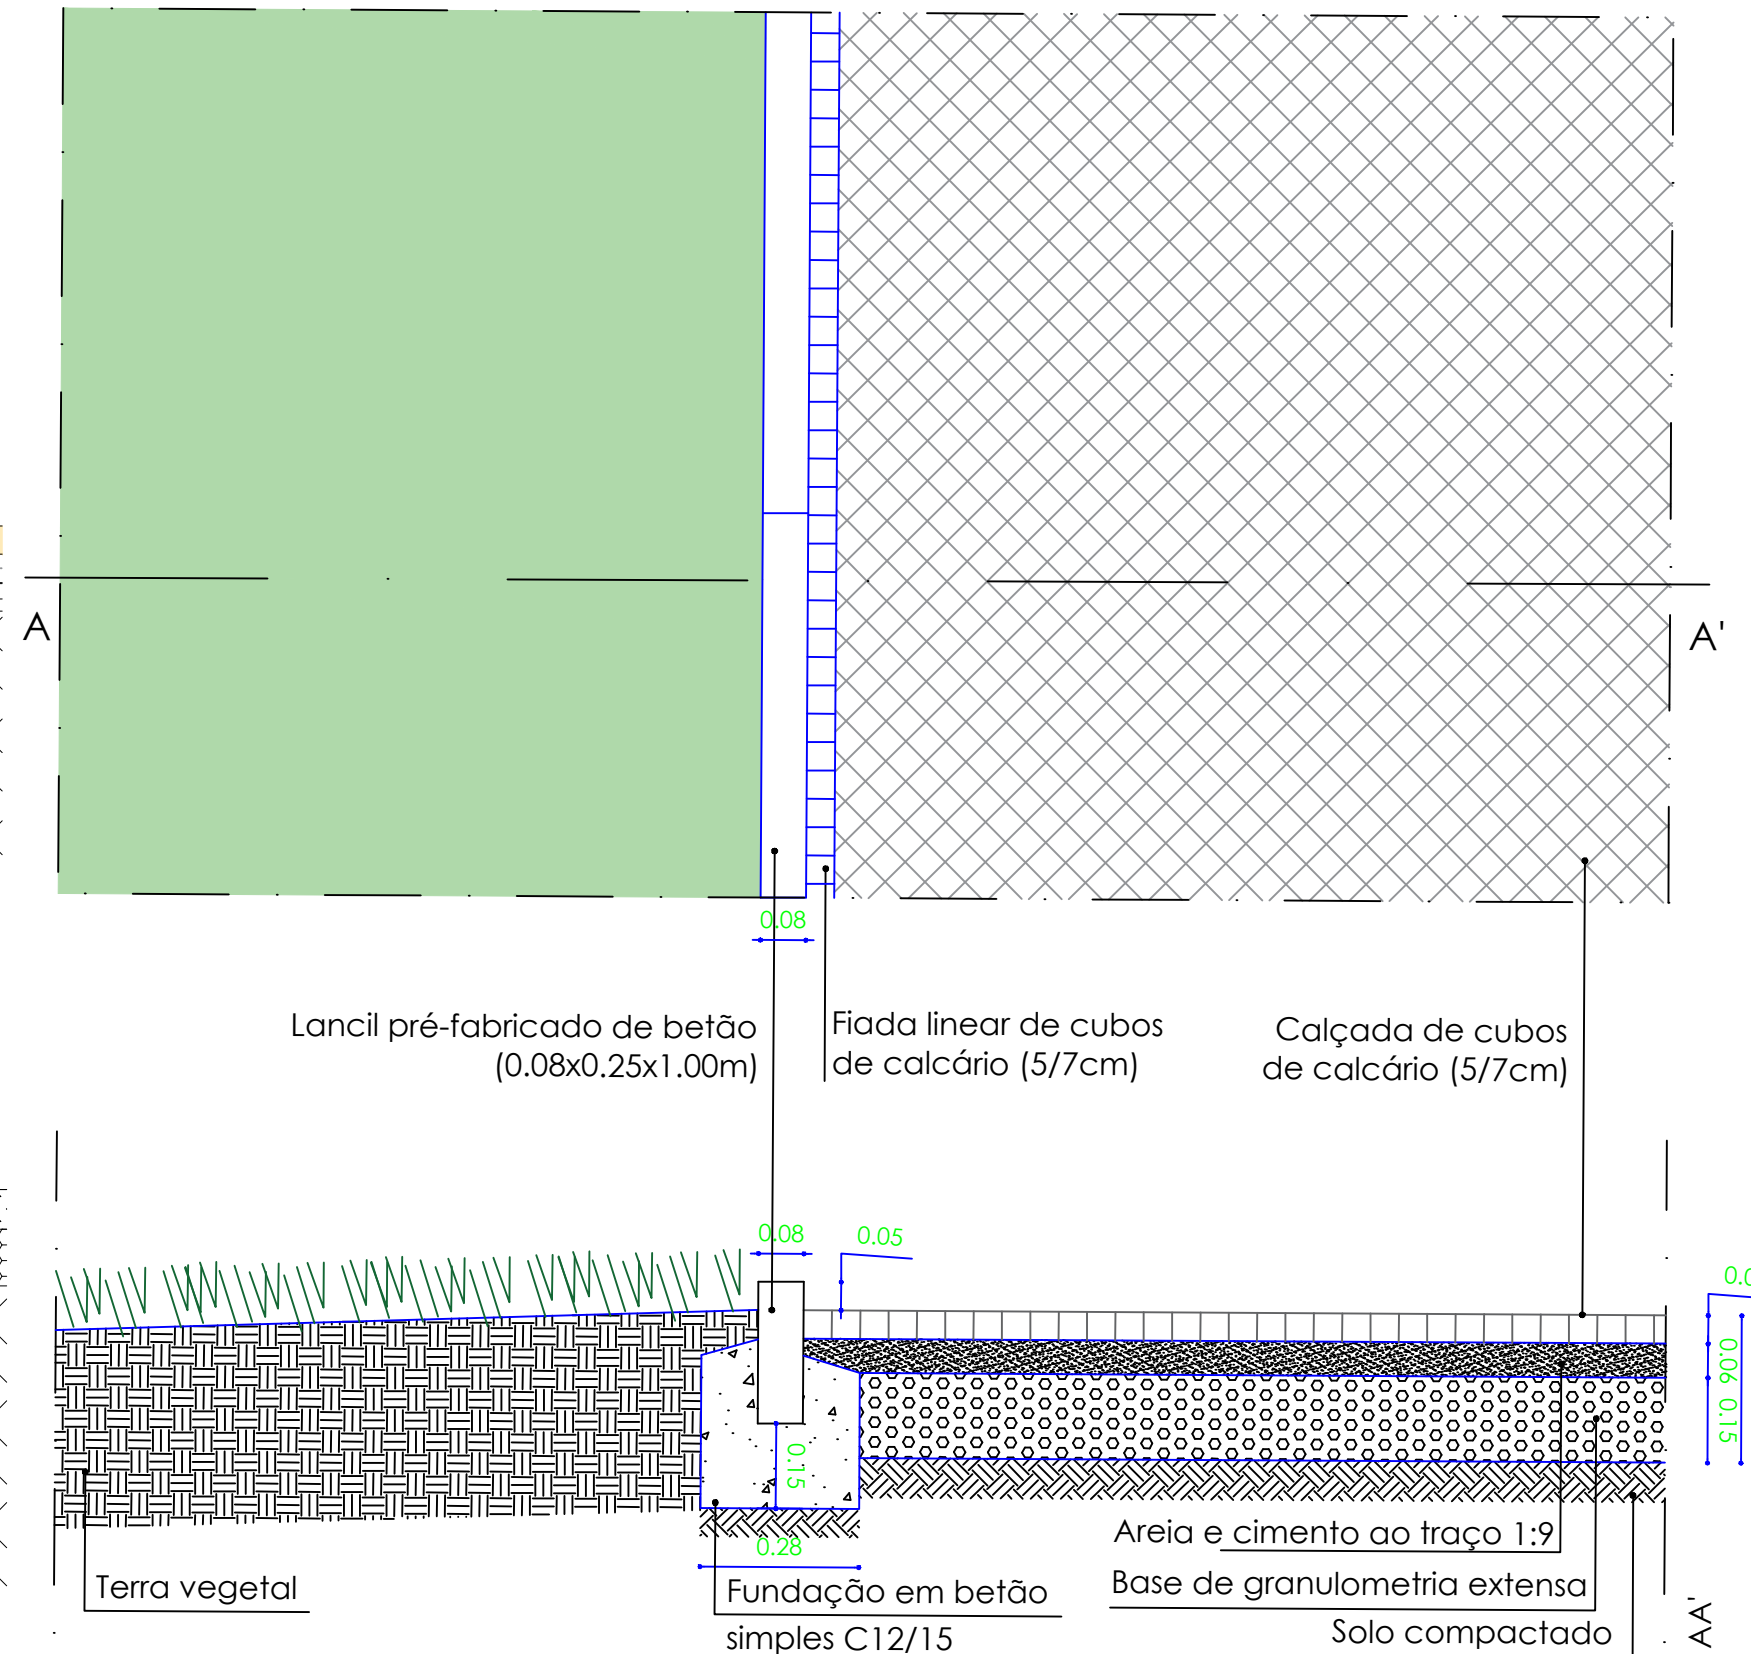 A
A'
0.08
Lancil pré-fabricado de betão
(0.08x0.25x1.00m)
Fiada linear de cubos
de calcário (5/7cm)
Calçada de cubos
de calcário (5/7cm)
0.08
0.05
0.06
0.15
0.15
0.28
Areia e cimento ao traço 1:9
Base de granulometria extensa
Solo compactado
Terra vegetal
Fundação em betão
simples C12/15
AA'